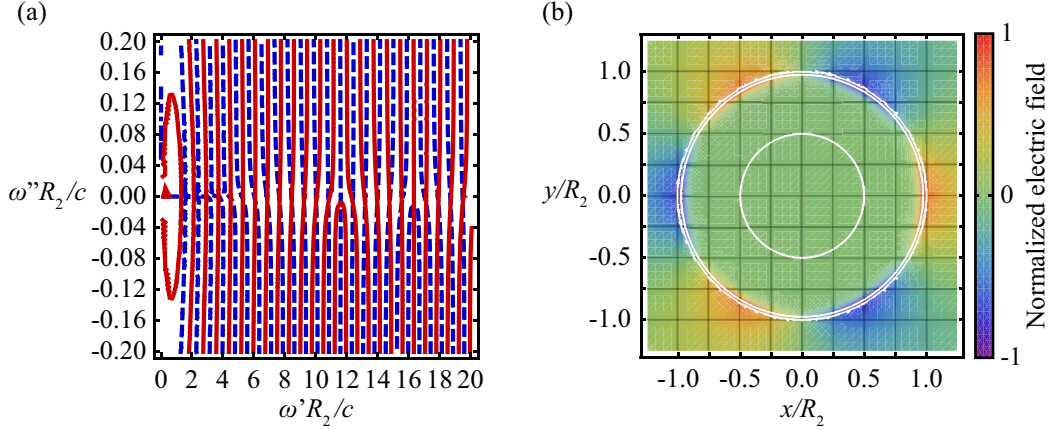 (a)
0.20
0.16
0.12
0.08
0.04
0.00
-0.04
-0.08
-0.12
-0.16
-0.20
ω''R₂/c
0 2 4 6 8 10 12 14 16 18 20
ω'R₂/c
(b)
1.0
0.5
0.0
-0.5
-1.0
y/R₂
-1.0 -0.5 0.0 0.5 1.0
x/R₂
1
0
-1
Normalized electric field